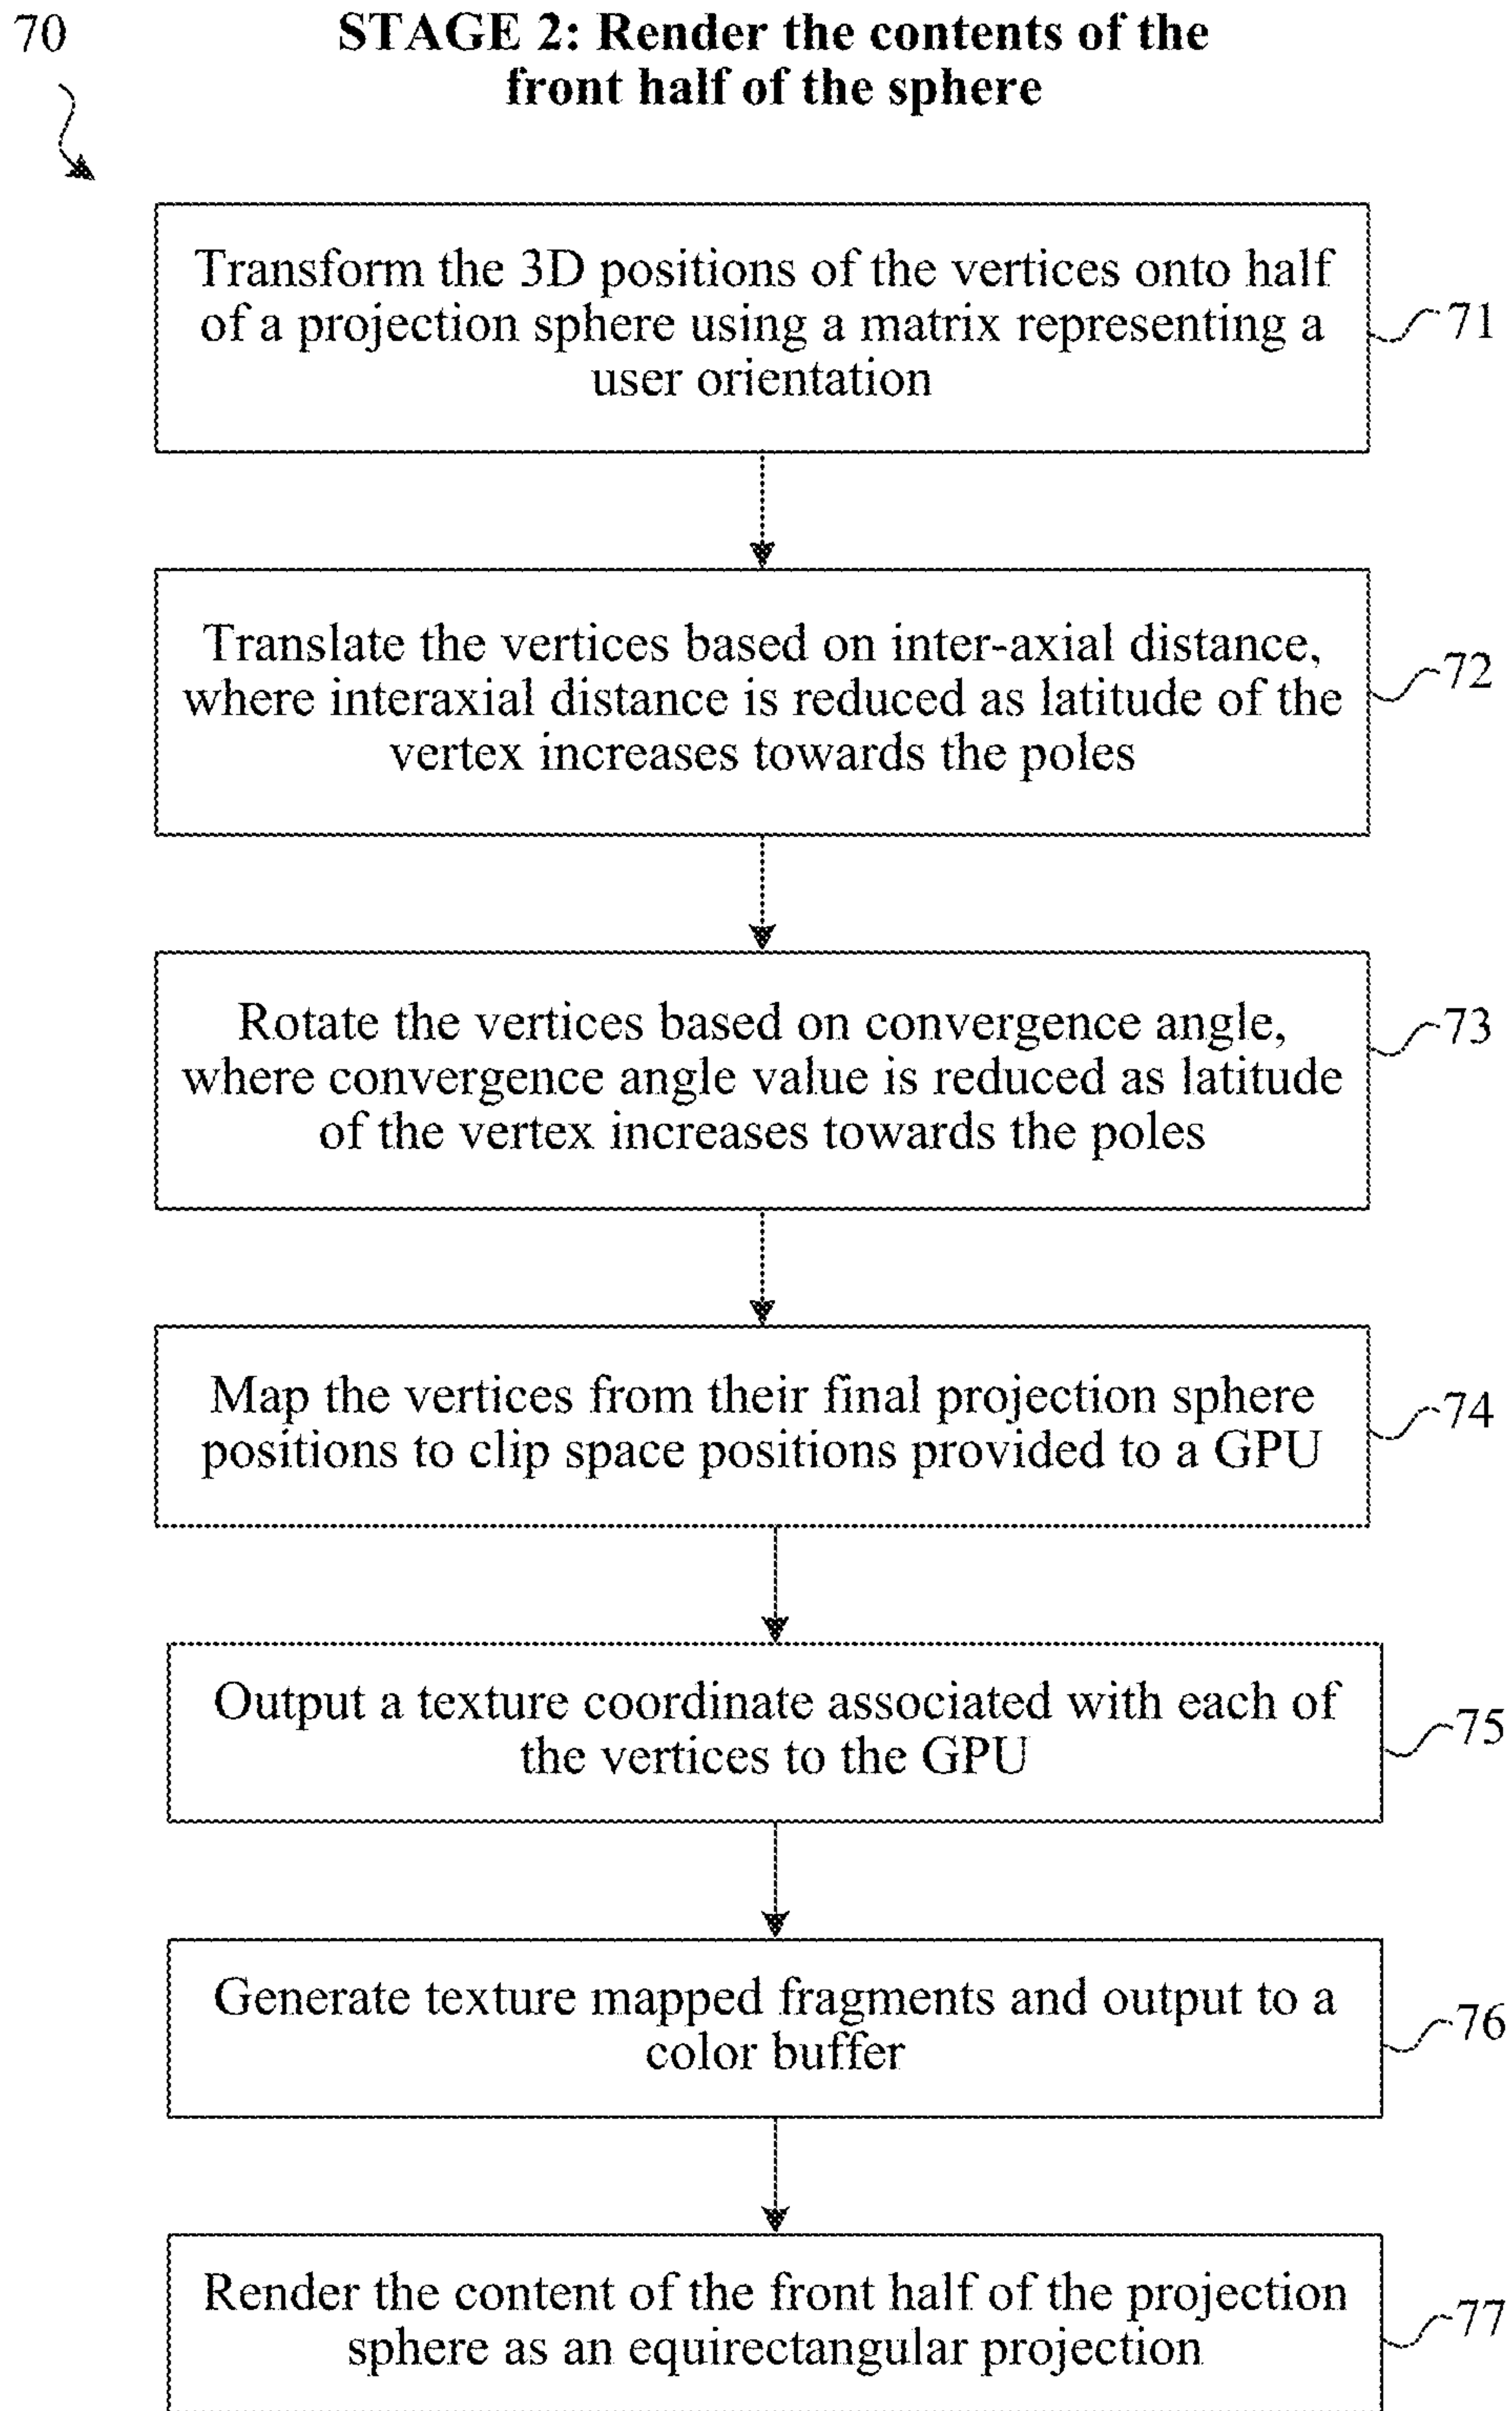 70
STAGE 2: Render the contents of the
front half of the sphere
Transform the 3D positions of the vertices onto half
of a projection sphere using a matrix representing a
user orientation
71
Translate the vertices based on inter-axial distance,
where interaxial distance is reduced as latitude of the
vertex increases towards the poles
72
Rotate the vertices based on convergence angle,
where convergence angle value is reduced as latitude
of the vertex increases towards the poles
73
Map the vertices from their final projection sphere
positions to clip space positions provided to a GPU
74
Output a texture coordinate associated with each of
the vertices to the GPU
75
Generate texture mapped fragments and output to a
color buffer
76
Render the content of the front half of the projection
sphere as an equirectangular projection
77